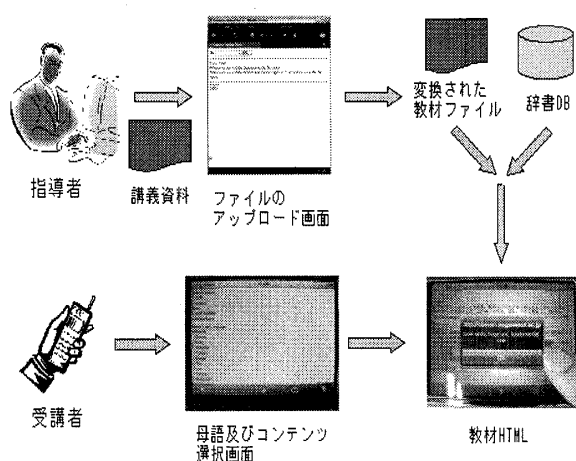 指導者
講義資料
ファイルの
アップロード画面
変換された
教材ファイル
辞書DB
受講者
母語及びコンテンツ
選択画面
教材HTML